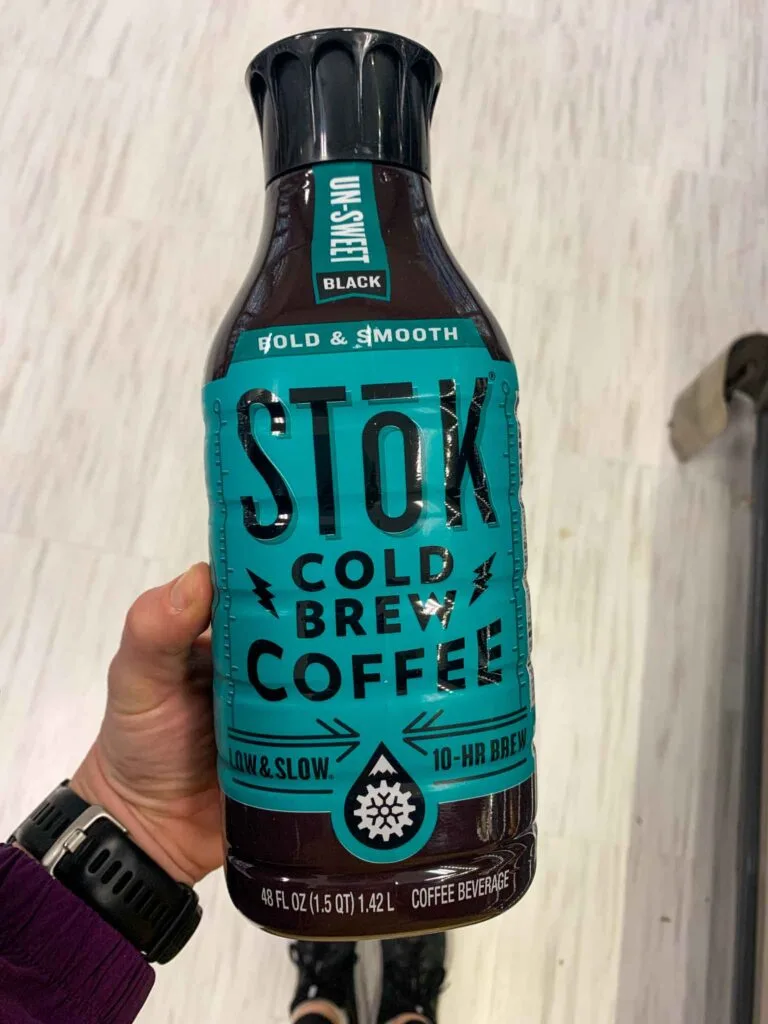 UN-SWEET
BLACK
BOLD & SMOOTH
STŌK®
COLD
BREW
COFFEE
LOW & SLOW® 10-HR BREW
48 FL OZ (1.5 QT) 1.42 L COFFEE BEVERAGE